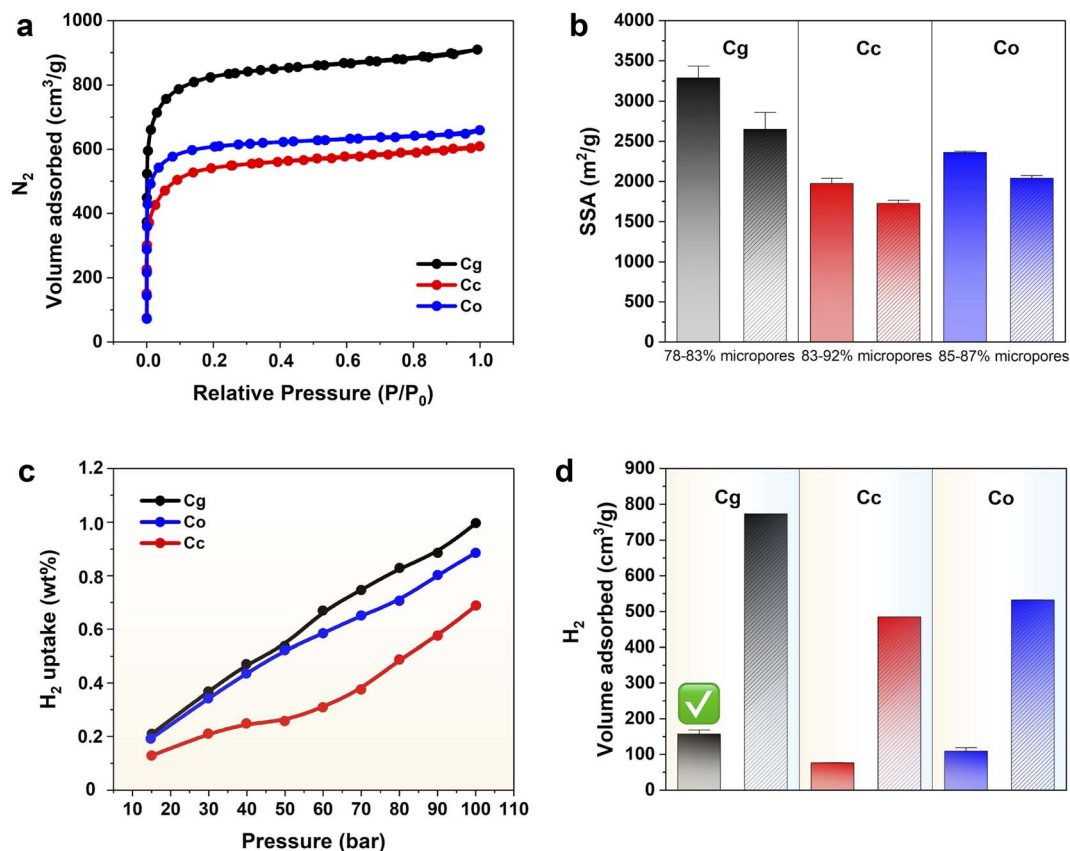 a
N2
Volume adsorbed (cm³/g)
1000
800
600
400
200
0
Cg
Cc
Co
0.0 0.2 0.4 0.6 0.8 1.0
Relative Pressure (P/P0)
b
SSA (m²/g)
4000
3500
3000
2500
2000
1500
1000
500
0
Cg Cc Co
78-83% micropores 83-92% micropores 85-87% micropores
c
H2 uptake (wt%)
1.2
1.0
0.8
0.6
0.4
0.2
0
Cg
Co
Cc
10 20 30 40 50 60 70 80 90 100 110
Pressure (bar)
d
H2
Volume adsorbed (cm³/g)
900
800
700
600
500
400
300
200
150
100
50
0
Cg Cc Co